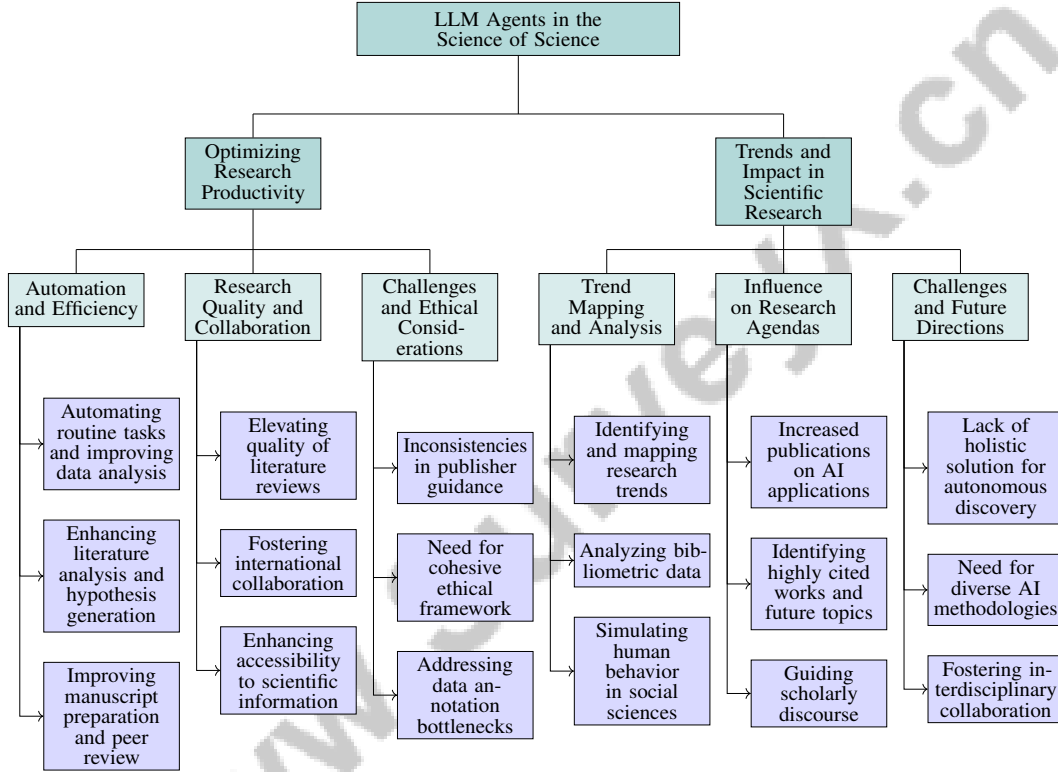 LLM Agents in the
Science of Science
Optimizing
Research
Productivity
Trends and
Impact in
Scientific
Research
Automation
and Efficiency
Research
Quality and
Collaboration
Challenges
and Ethical
Consid-
erations
Trend
Mapping
and Analysis
Influence
on Research
Agendas
Challenges
and Future
Directions
Automating
routine tasks
and improving
data analysis
Enhancing
literature
analysis and
hypothesis
generation
Improving
manuscript
preparation
and peer
review
Elevating
quality of
literature
reviews
Fostering
international
collaboration
Enhancing
accessibility
to scientific
information
Inconsistencies
in publisher
guidance
Need for
cohesive
ethical
framework
Addressing
data an-
notation
bottlenecks
Identifying
and mapping
research
trends
Analyzing bib-
liometric data
Simulating
human
behavior
in social
sciences
Increased
publications
on AI
applications
Identifying
highly cited
works and
future topics
Guiding
scholarly
discourse
Lack of
holistic
solution for
autonomous
discovery
Need for
diverse AI
methodologies
Fostering in-
terdisciplinary
collaboration